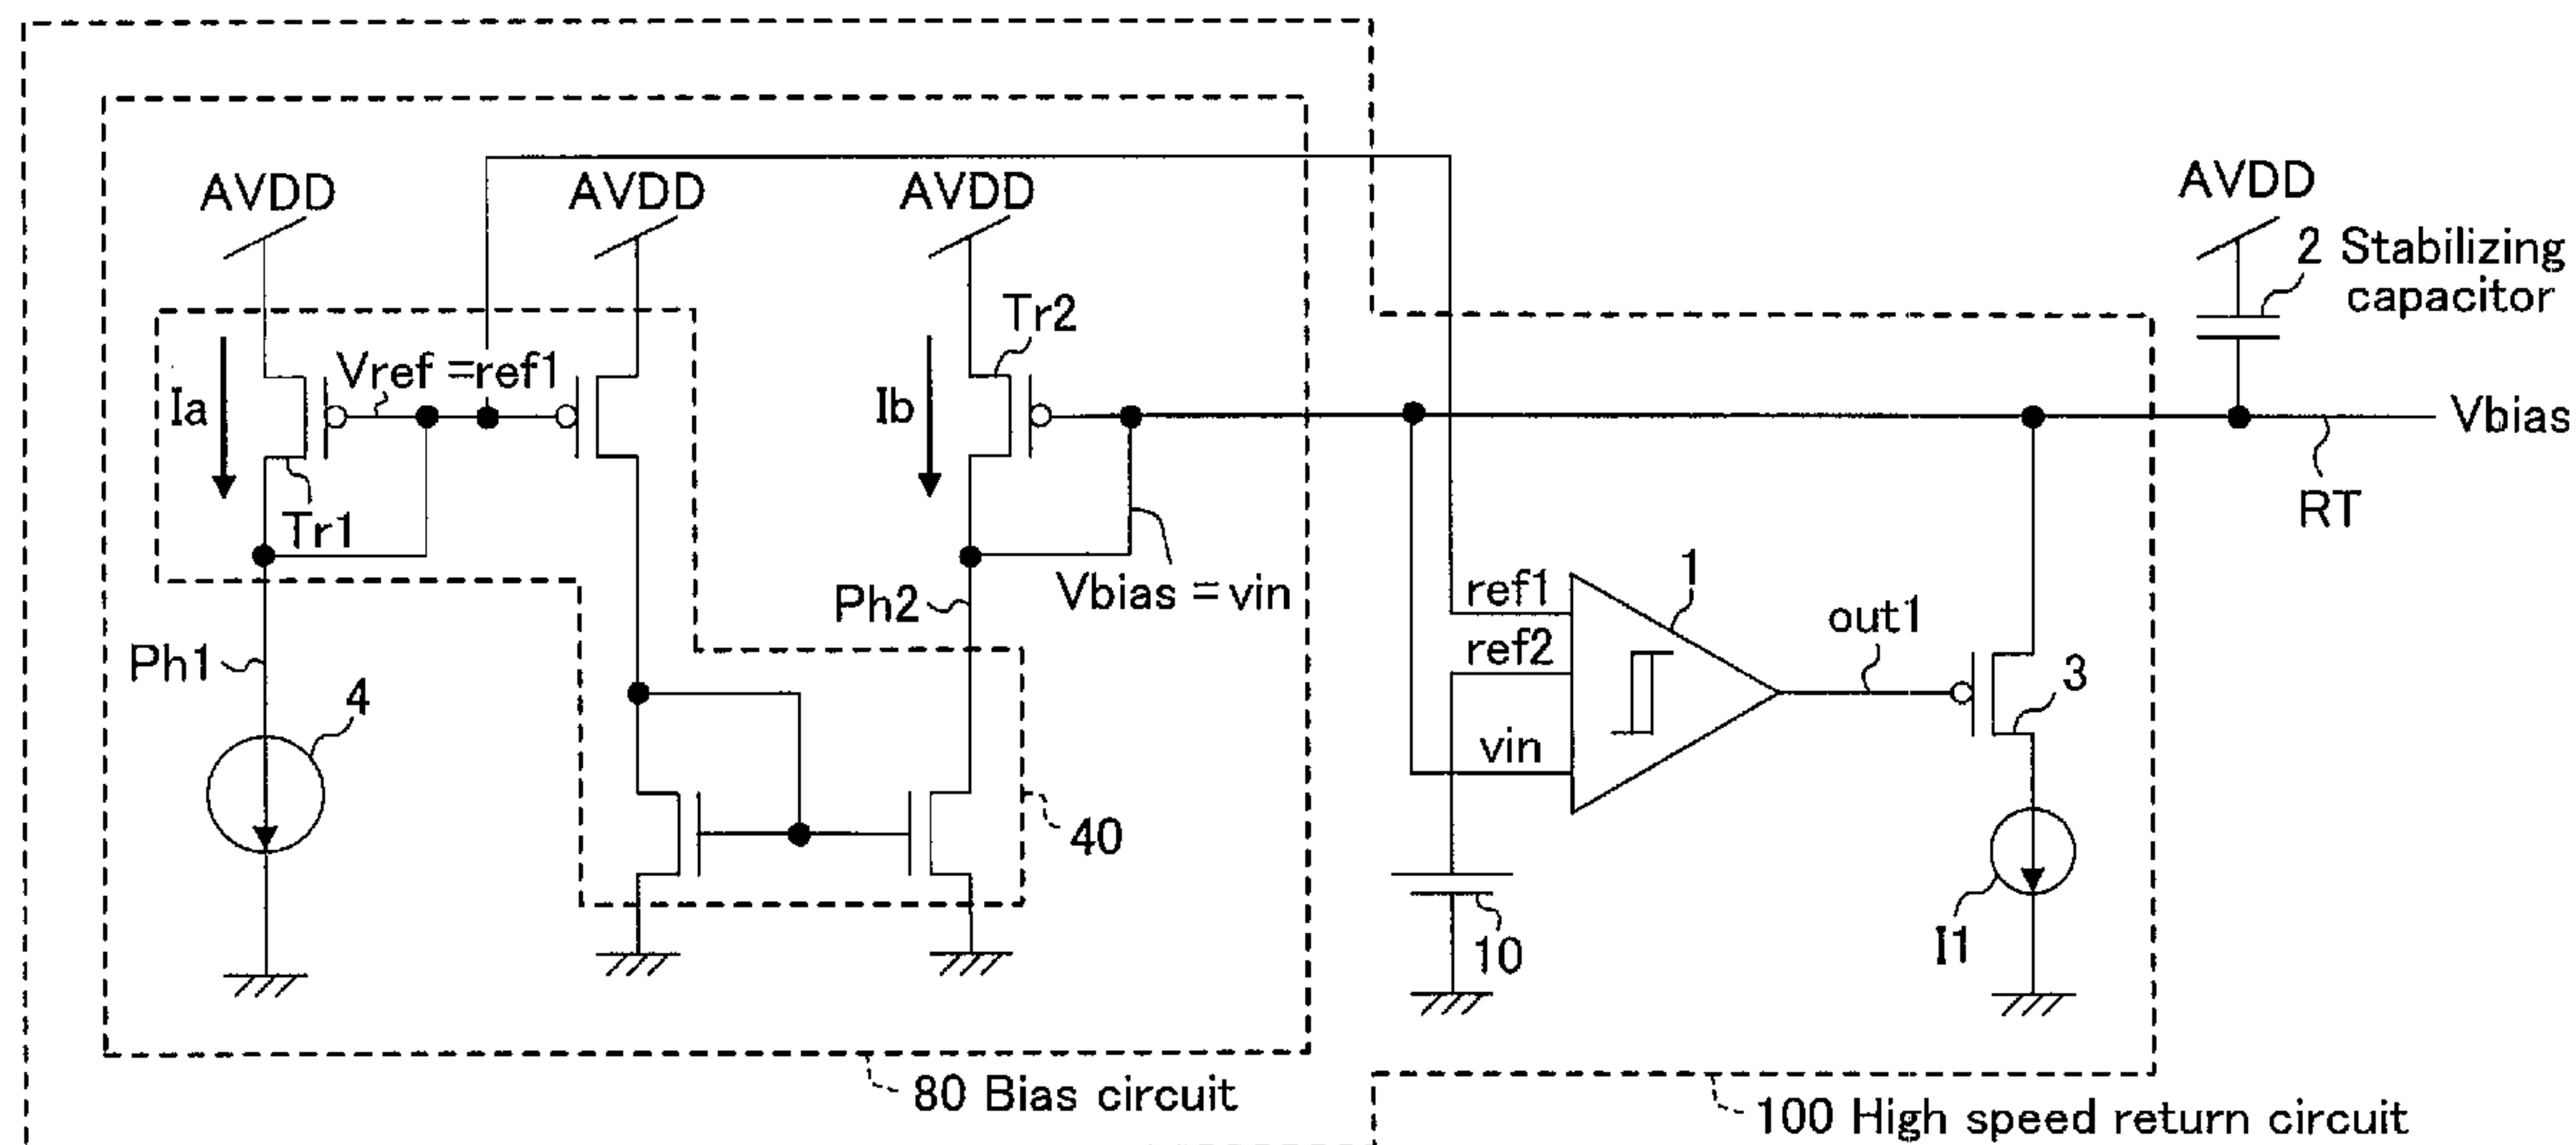 AVDD
AVDD
AVDD
AVDD
2 Stabilizing
capacitor
Tr2
Vref =ref1
Ia
Ib
Vbias
RT
Tr1
Vbias = vin
Ph2
Ph1
4
ref1
ref2
vin
1
out1
3
40
10
I1
80 Bias circuit
100 High speed return circuit